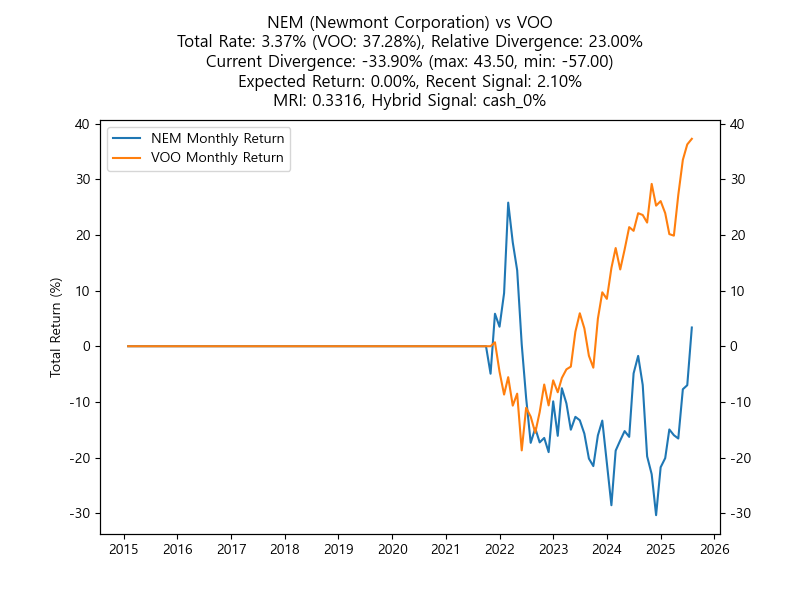 NEM (Newmont Corporation) vs VOO
Total Rate: 3.37% (VOO: 37.28%), Relative Divergence: 23.00%
Current Divergence: -33.90% (max: 43.50, min: -57.00)
Expected Return: 0.00%, Recent Signal: 2.10%
MRI: 0.3316, Hybrid Signal: cash_0%
NEM Monthly Return
VOO Monthly Return
Total Return (%)
40
30
20
10
0
-10
-20
-30
40
30
20
10
0
-10
-20
-30
2015 2016 2017 2018 2019 2020 2021 2022 2023 2024 2025 2026